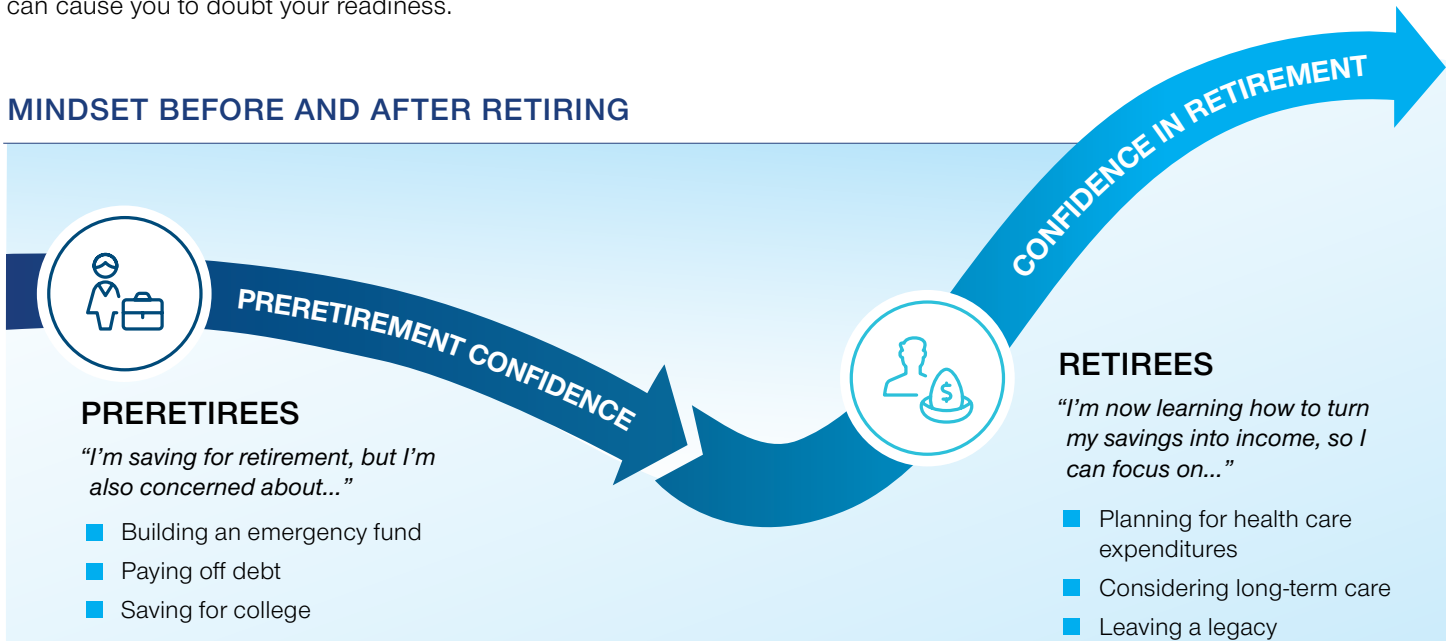 can cause you to doubt your readiness.
MINDSET BEFORE AND AFTER RETIRING
PRERETIREMENT CONFIDENCE
CONFIDENCE IN RETIREMENT
$
PRERETIREES
“I’m saving for retirement, but I’m
also concerned about...”
Building an emergency fund
Paying off debt
Saving for college
RETIREES
“I’m now learning how to turn
my savings into income, so I
can focus on...”
Planning for health care
expenditures
Considering long-term care
Leaving a legacy